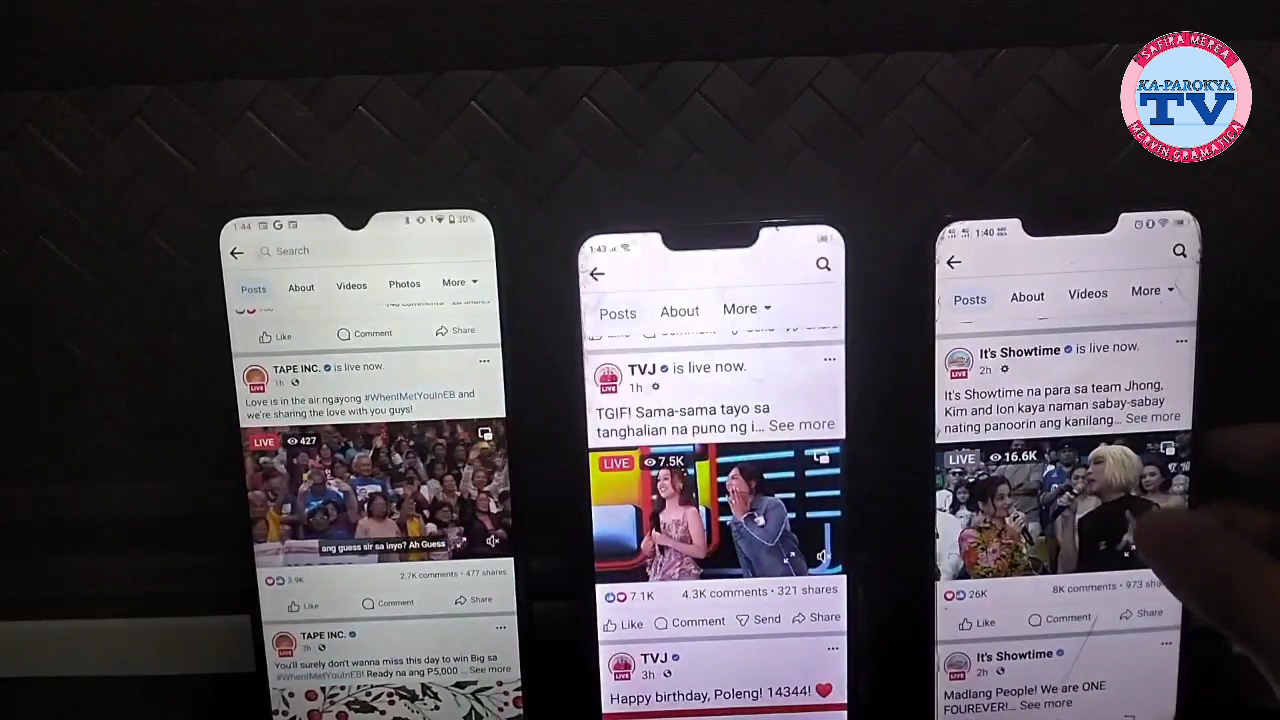 SAFIRA MEREA
KA-PAROKYA
TV
MERVIN GRAMATICA
1:44
G
30%
Search
Posts About Videos Photos More
Like Comment Share
TAPE INC. is live now.
1h
Love is in the air ngayong #WhenIMetYouInEB and
we're sharing the love with you guys!
LIVE 427
ang guess sir sa inyo? Ah Guess
3.9K 2.7K comments • 477 shares
Like Comment Share
TAPE INC.
LIVE 2h
You'll surely don't wanna miss this day to win Big sa
#WhenIMetYouInEB! Ready na ang P5,000 ... See more
1:43
Posts About More
TVJ is live now.
LIVE 1h
TGIF! Sama-sama tayo sa
tanghalian na puno ng i... See more
LIVE 7.5K
7.1K 4.3K comments • 321 shares
Like Comment Send Share
TVJ
LIVE 3h
Happy birthday, Poleng! 14344!
1:40
Posts About Videos More
It's Showtime is live now.
LIVE 2h
It's Showtime na para sa team Jhong,
Kim and Ion kaya naman sabay-sabay
nating panoorin ang kanilang... See more
LIVE 16.6K
26K 8K comments • 973
Like Comment Share
It's Showtime
LIVE 2h
Madlang People! We are ONE
FOUREVER!... See more